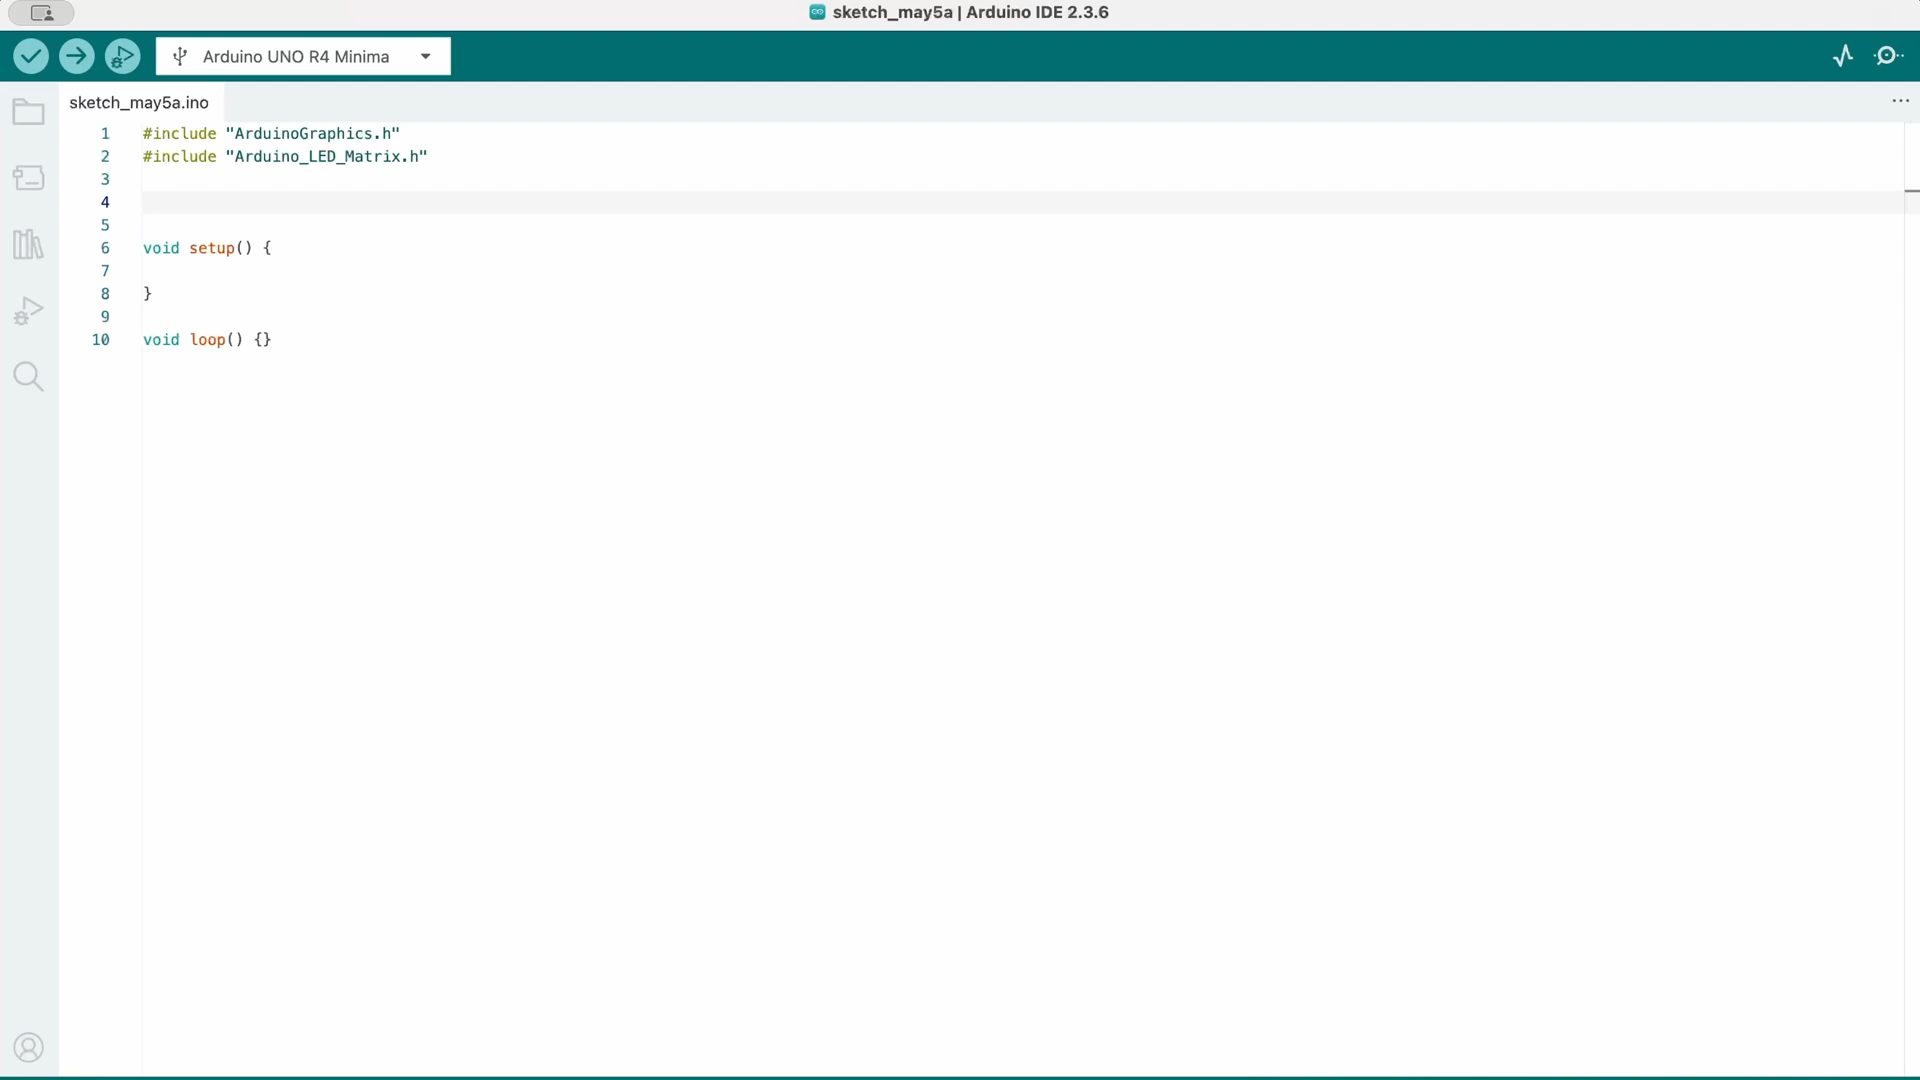 sketch_may5a | Arduino IDE 2.3.6
Arduino UNO R4 Minima
sketch_may5a.ino
1 #include "ArduinoGraphics.h"
2 #include "Arduino_LED_Matrix.h"
3
4
5
6 void setup() {
7
8 }
9
10 void loop() {}